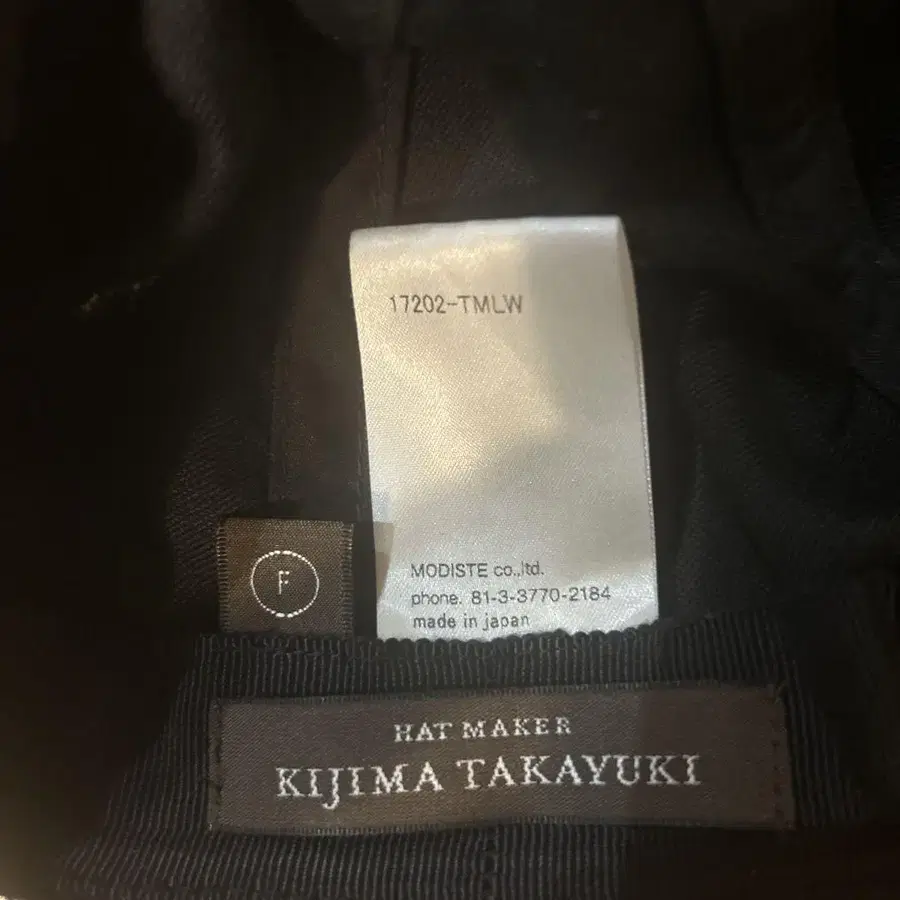 17202-TMLW
MODISTE co.,ltd.
phone. 81-3-3770-2184
made in japan
F
HAT MAKER
KIJIMA TAKAYUKI